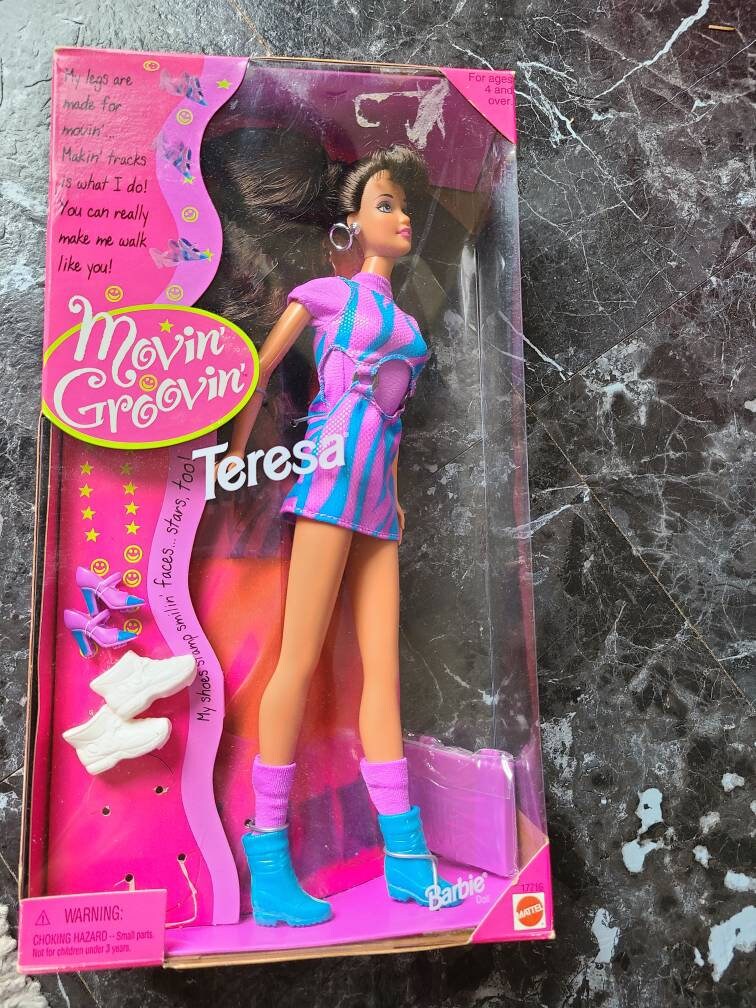 My legs are
made for
movin'...
Makin' tracks
is what I do!
You can really
make me walk
like you!
For ages
4 and
over.
Movin'
Groovin'
Teresa
My shoes stamp smilin' faces... stars, too!
Barbie
Doll
17716
MATTEL
WARNING:
CHOKING HAZARD -- Small parts.
Not for children under 3 years.